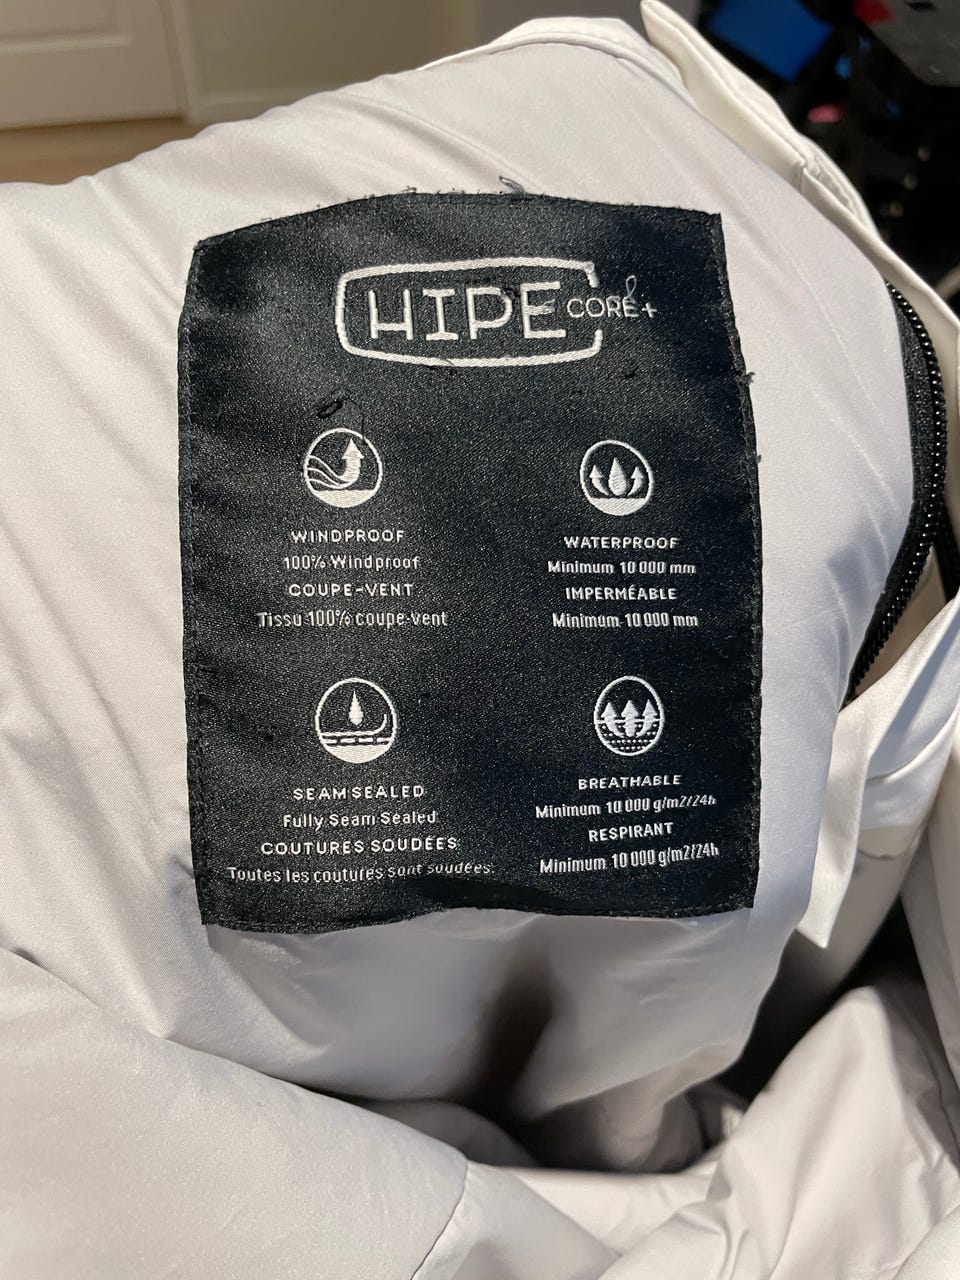 HIPE CORE+
WINDPROOF
100% Windproof
COUPE-VENT
Tissu 100% coupe-vent
WATERPROOF
Minimum 10 000 mm
IMPERMÉABLE
Minimum 10 000 mm
SEAM SEALED
Fully Seam Sealed
COUTURES SOUDÉES
Toutes les coutures sont soudées.
BREATHABLE
Minimum 10 000 g/m2/24h
RESPIRANT
Minimum 10 000 g/m2/24h